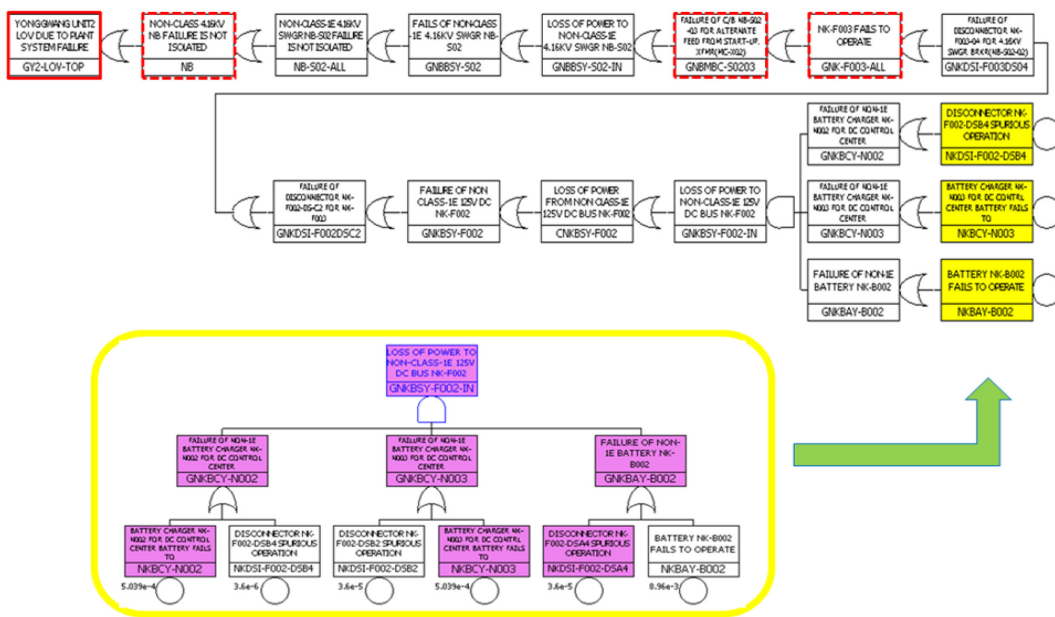 YONGGWANG UNIT2
LOV DUE TO PLANT
SYSTEM FAILURE
GY2-LOV-TOP
NON-CLASS 4.16KV
NB FAILURE IS NOT
ISOLATED
NB
NON-CLASS-1E 4.16KV
SWGR NB-S02 FAILURE
IS NOT ISOLATED
NB-S02-ALL
FAILS OF NON-CLASS
1E 4.16KV SWGR NB-
S02
GNBBSY-S02
LOSS OF POWER TO
NON-CLASS-1E
4.16KV SWGR NB-S02
GNBBSY-S02-IN
FAILURE OF C/B NB-S02
-03 FOR ALTERNATE
FEED FROM START-UP.
XFMR(MC-X02)
GNBMBC-S0203
NK-F003 FAILS TO
OPERATE
GNK-F003-ALL
FAILURE OF
DISCONNECTOR NK-
F003-04 FOR 4.16KV
SWGR BRKR(NB-S02-02)
GNKDSI-F003DS04
FAILURE OF NON-1E
BATTERY CHARGER NK-
N002 FOR DC CONTROL
CENTER
GNKBCY-N002
DISCONNECTOR NK-
F002-DSB4 SPURIOUS
OPERATION
NKDSI-F002-DSB4
FAILURE OF
DISCONNECTOR NK-
F002-DS-C2 FOR NK-
F003
GNKDSI-F002DSC2
FAILURE OF NON
CLASS-1E 125V DC
NK-F002
GNKBSY-F002
LOSS OF POWER
FROM NON CLASS-1E
125V DC BUS NK-F002
CNKBSY-F002
LOSS OF POWER TO
NON-CLASS-1E 125V
DC BUS NK-F002
GNKBSY-F002-IN
FAILURE OF NON-1E
BATTERY CHARGER NK-
N003 FOR DC CONTROL
CENTER
GNKBCY-N003
BATTERY CHARGER NK-
N003 FOR DC CONTRL
CENTER BATTERY FAILS
TO
NKBCY-N003
FAILURE OF NON-1E
BATTERY NK-B002
GNKBAY-B002
BATTERY NK-B002
FAILS TO OPERATE
NKBAY-B002
LOSS OF POWER TO
NON-CLASS-1E 125V
DC BUS NK-F002
GNKBSY-F002-IN
FAILURE OF NON-1E
BATTERY CHARGER NK-
N002 FOR DC CONTROL
CENTER
GNKBCY-N002
FAILURE OF NON-1E
BATTERY CHARGER NK-
N003 FOR DC CONTROL
CENTER
GNKBCY-N003
FAILURE OF NON-
1E BATTERY NK-
B002
GNKBAY-B002
BATTERY CHARGER NK-
N002 FOR DC CONTROL
CENTER BATTERY FAILS
TO
NKBCY-N002
DISCONNECTOR NK-
F002-DSB4 SPURIOUS
OPERATION
NKDSI-F002-DSB4
DISCONNECTOR NK-
F002-DSB2 SPURIOUS
OPERATION
NKDSI-F002-DSB2
BATTERY CHARGER NK-
N003 FOR DC CONTRL
CENTER BATTERY FAILS
TO
NKBCY-N003
DISCONNECTOR NK-
F002-DSA4 SPURIOUS
OPERATION
NKDSI-F002-DSA4
BATTERY NK-B002
FAILS TO OPERATE
NKBAY-B002
5.039e-4
3.6e-6
3.6e-5
5.039e-4
3.6e-5
8.96e-3